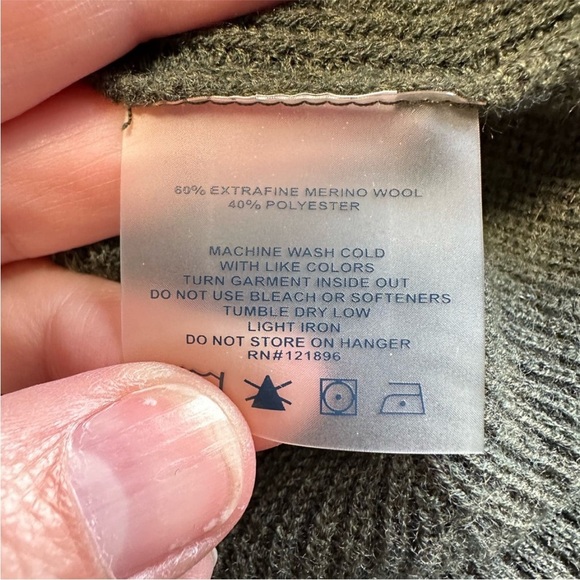 60% EXTRAFINE MERINO WOOL
40% POLYESTER
MACHINE WASH COLD
WITH LIKE COLORS
TURN GARMENT INSIDE OUT
DO NOT USE BLEACH OR SOFTENERS
TUMBLE DRY LOW
LIGHT IRON
DO NOT STORE ON HANGER
RN#121896